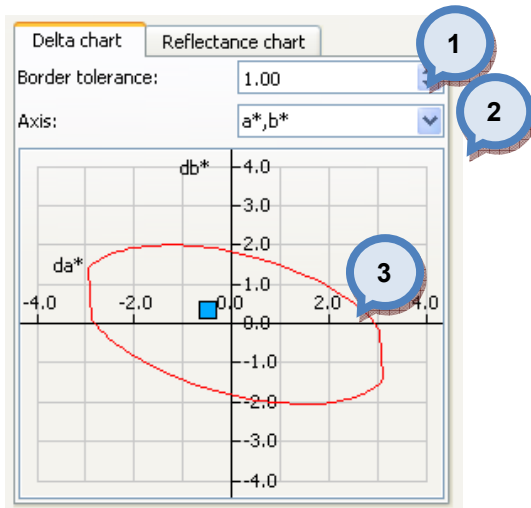 Delta chart Reflectance chart 1
Border tolerance: 1.00
2
Axis: a*,b*
db* 4.0
3.0
2.0
da* 1.0 3
-4.0 -2.0 0.0 2.0 4.0
0.0
-1.0
-2.0
-3.0
-4.0